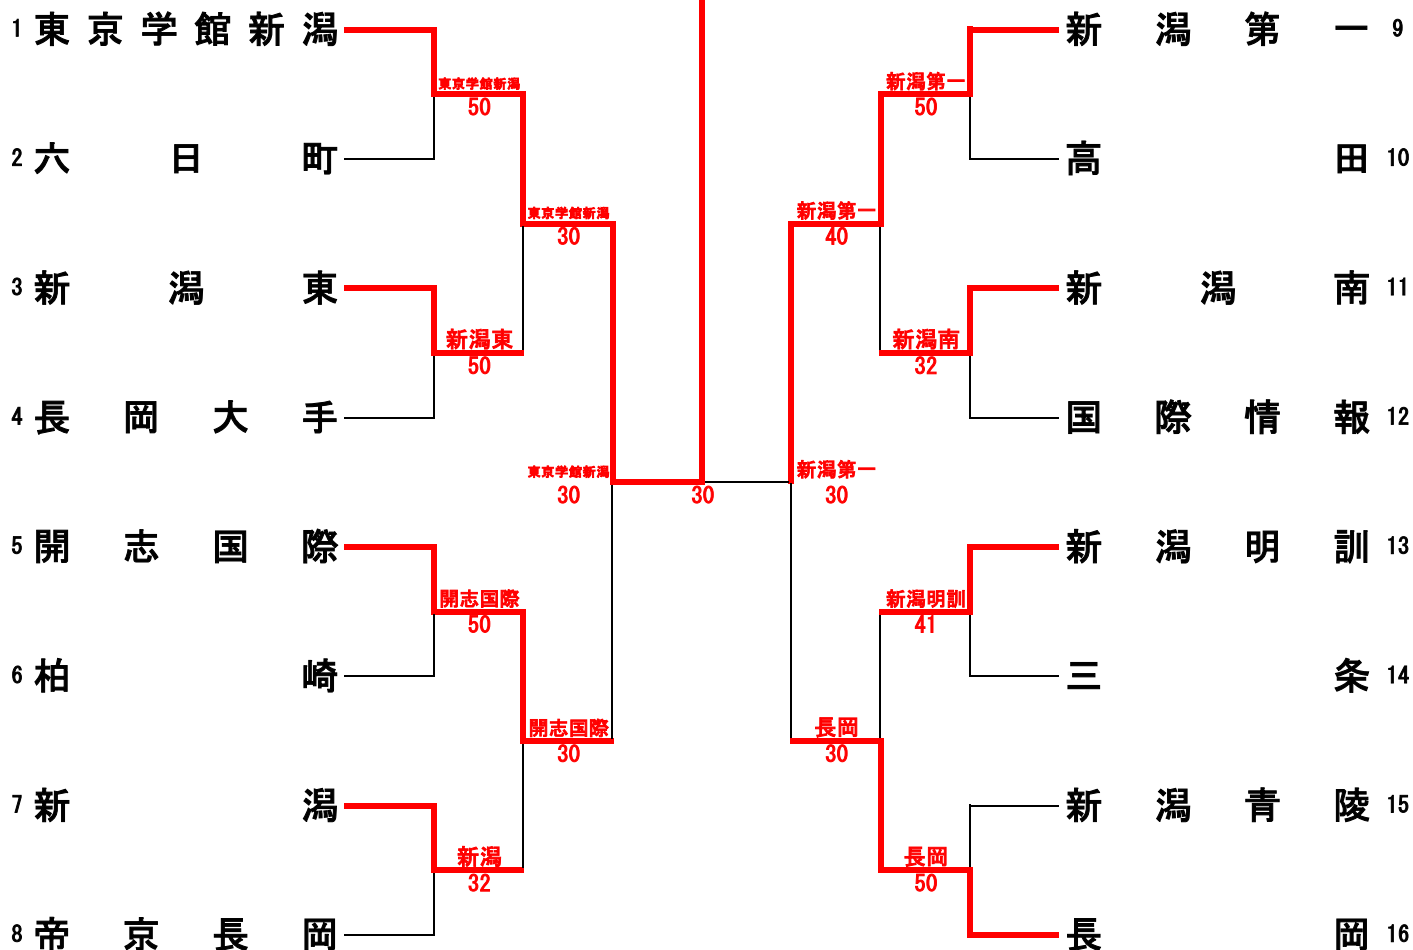 1 東京学館新潟
新潟第一 9
東京学館新潟
50
新潟第一
50
2 六日町
高田 10
東京学館新潟
30
新潟第一
40
3 新潟東
新潟南 11
新潟東
50
新潟南
32
4 長岡大手
国際情報 12
東京学館新潟
30
30
新潟第一
30
5 開志国際
新潟明訓 13
開志国際
50
新潟明訓
41
6 柏崎
三条 14
開志国際
30
長岡
30
7 新潟
新潟青陵 15
新潟
32
長岡
50
8 帝京長岡
長岡 16